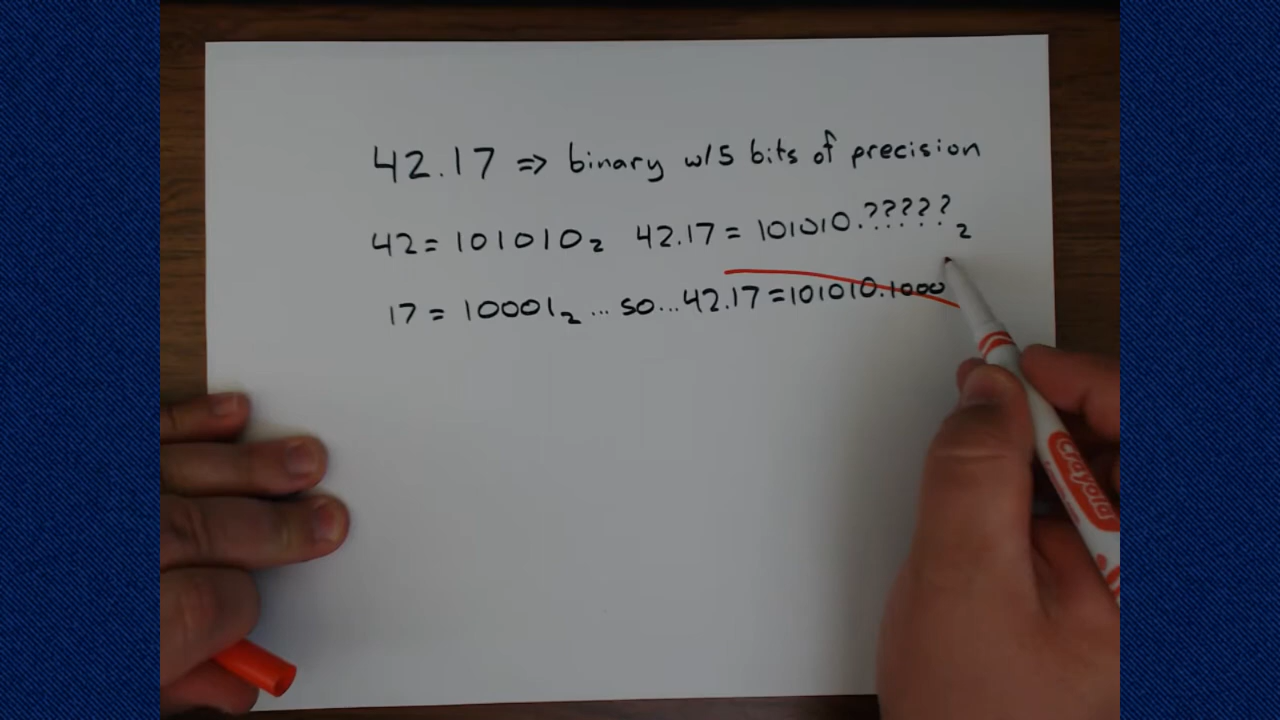 42.17 => binary w/5 bits of precision
42 = 101010₂ 42.17 = 101010.?????₂
17 = 10001₂ ... so... 42.17 = 101010.1000
Crayola